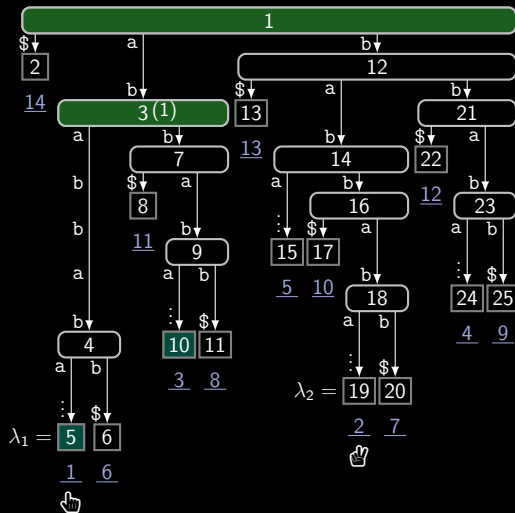 1
$ a b
2 12
14 b $ a b
3(1) 13 21
a b 13 b $ a
7 14 22
b $ a a b 12 b
8 16 23
b 11 b ⋮ $ a a b
9 15 17 ⋮ $
a a b 5 10 b 24 25
b ⋮ $ 18 4 9
4 10 11 a b
a b 3 8 ⋮ $
⋮ $ λ2 = 19 20
λ1 = 5 6 2 7
1 6